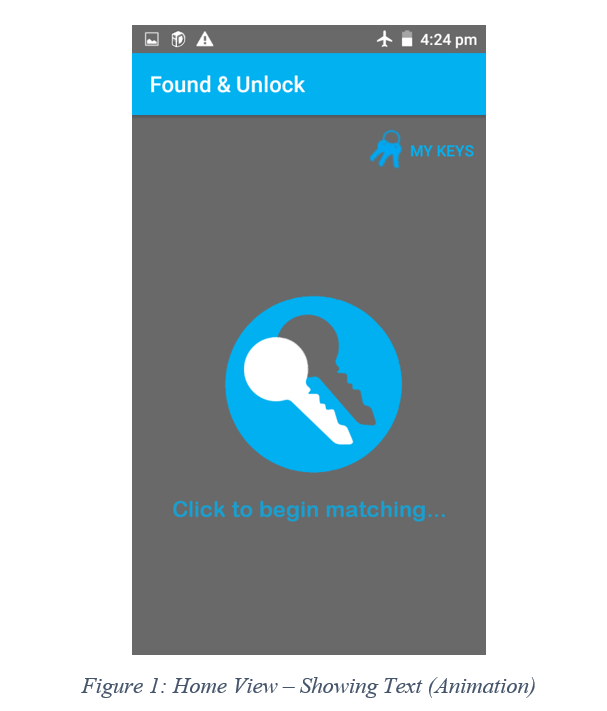 4:24 pm
Found & Unlock
MY KEYS
Click to begin matching...
Figure 1: Home View – Showing Text (Animation)